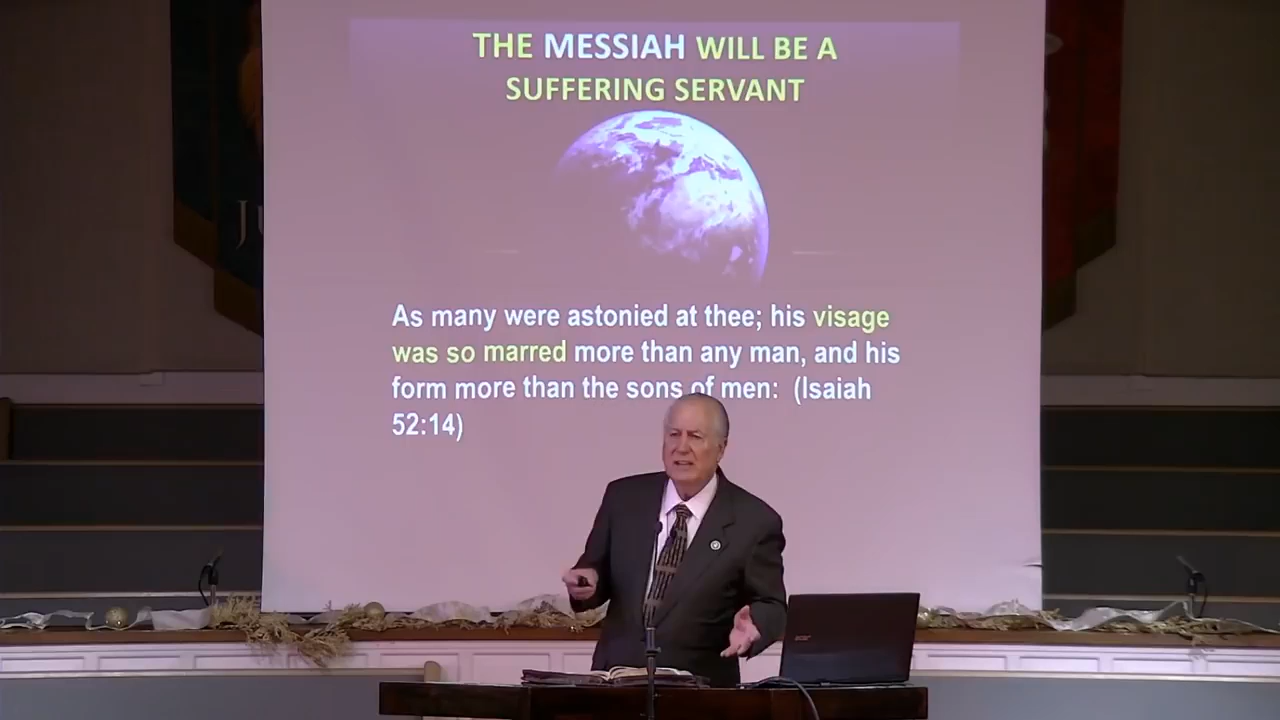 THE MESSIAH WILL BE A
SUFFERING SERVANT
As many were astonied at thee; his visage
was so marred more than any man, and his
form more than the sons of men: (Isaiah
52:14)
acer